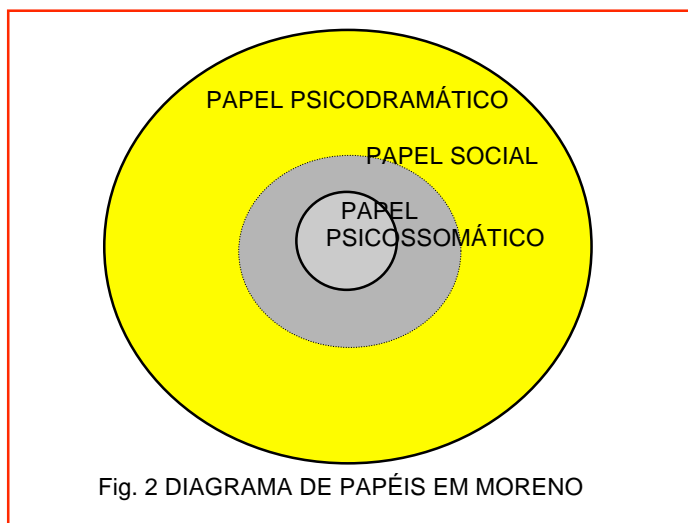 PAPEL PSICODRAMÁTICO
PAPEL SOCIAL
PAPEL
PSICOSSOMÁTICO
Fig. 2 DIAGRAMA DE PAPÉIS EM MORENO